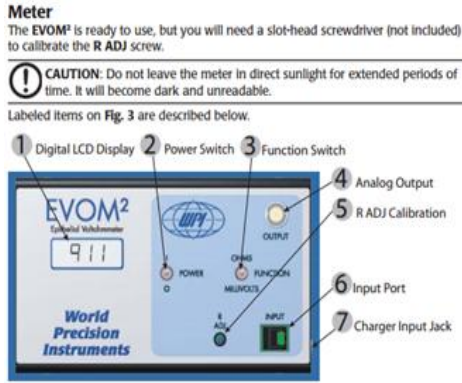 Meter
The EVOM² is ready to use, but you will need a slot-head screwdriver (not included)
to calibrate the R ADJ screw.
CAUTION: Do not leave the meter in direct sunlight for extended periods of
time. It will become dark and unreadable.
Labeled items on Fig. 3 are described below.
1 Digital LCD Display 2 Power Switch 3 Function Switch
4 Analog Output
5 R ADJ Calibration
6 Input Port
7 Charger Input Jack
EVOM²
Epithelial Voltohmmeter
911
WPI
OUTPUT
I
POWER
O
OHMS
FUNCTION
MILLIVOLTS
World
Precision
Instruments
R
ADJ
INPUT